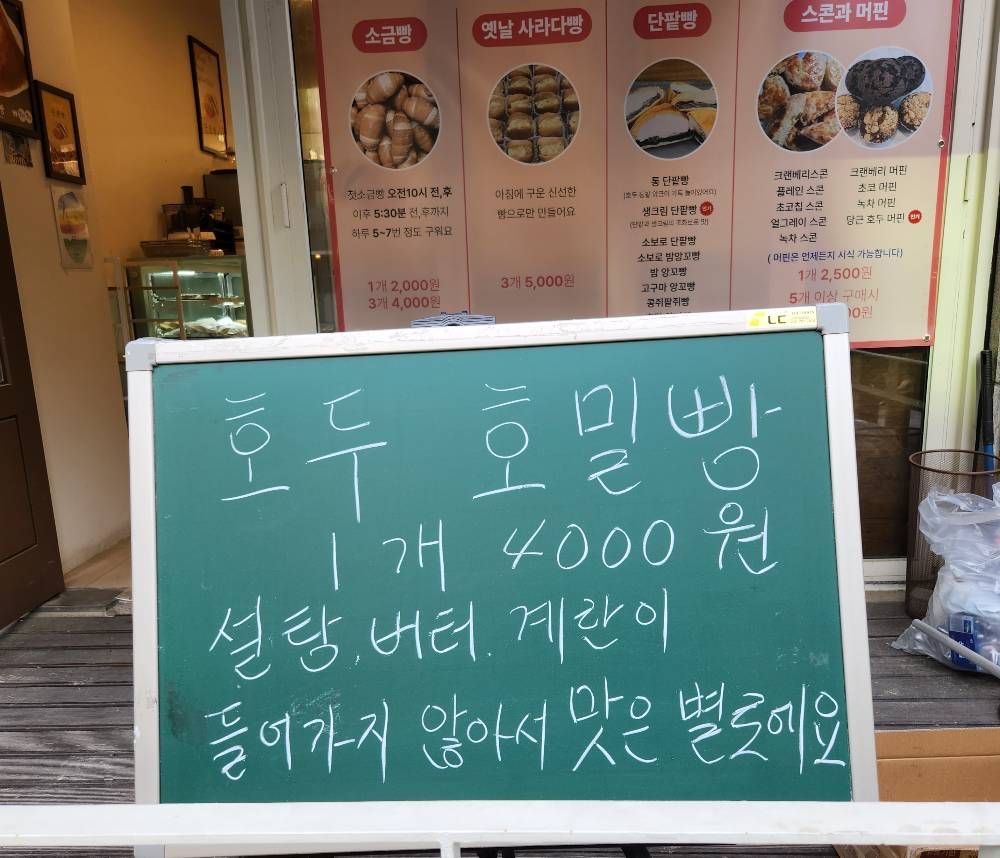 소금빵
첫소금빵 오전10시 전,후
이후 5:30분 전,후까지
하루 5~7번 정도 구워요
1개 2,000원
3개 4,000원
옛날 사라다빵
아침에 구운 신선한
빵으로만 만들어요
3개 5,000원
단팥빵
통 단팥빵
생크림 단팥빵 인기
소보로 단팥빵
소보로 밤앙꼬빵
밤 앙꼬빵
고구마 앙꼬빵
콩쥐팥쥐빵
스콘과 머핀
크랜베리스콘
플레인 스콘
초코칩 스콘
얼그레이 스콘
녹차 스콘
크랜베리 머핀
초코 머핀
녹차 머핀
당근 호두 머핀 인기
( 머핀은 언제든지 시식 가능합니다)
1개 2,500원
5개 이상 구매시
호두 호밀빵
1개 4000원
설탕. 버터. 계란이
들어가지 않아서 맛은 별로에요